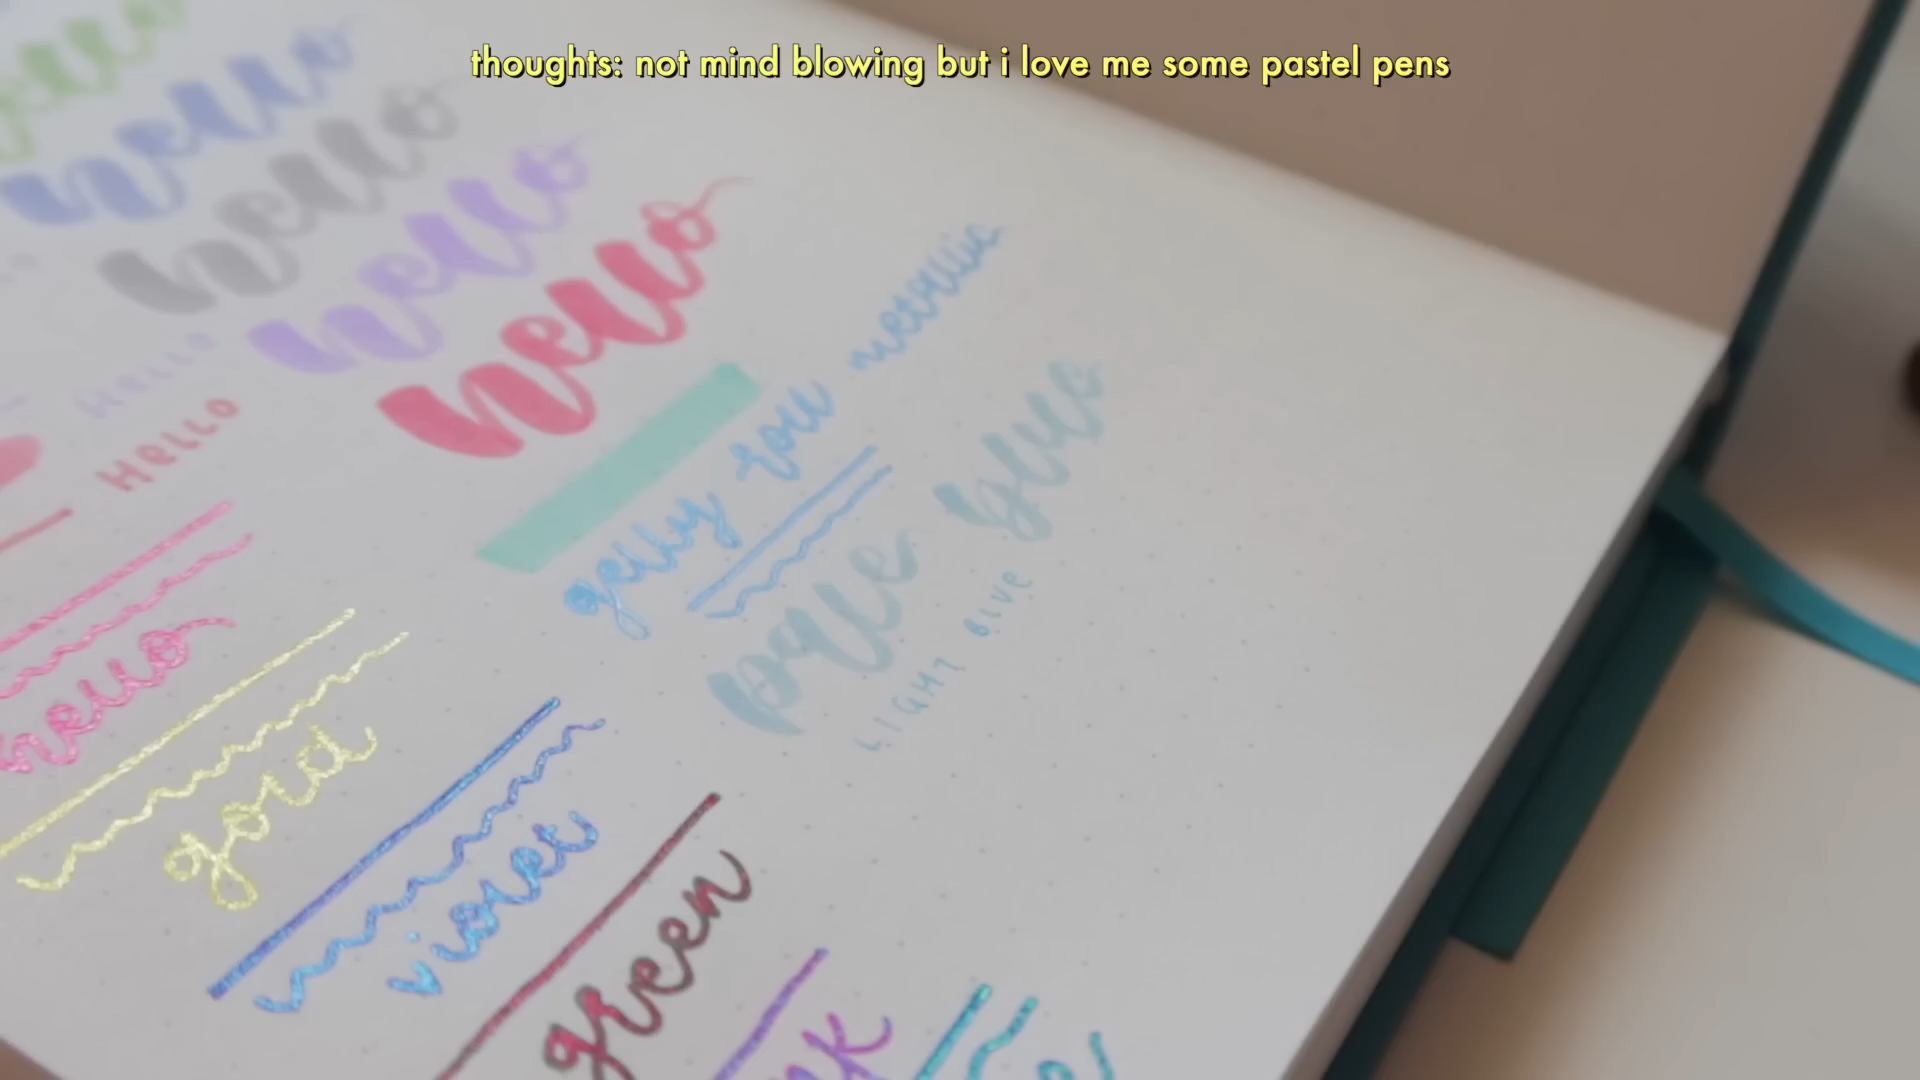 thoughts: not mind blowing but i love me some pastel pens
hello
hello
hello
hello
hello
HELLO
HELLO
gelly roll metallic
pale blue
LIGHT BLUE
hello
gold
violet
green